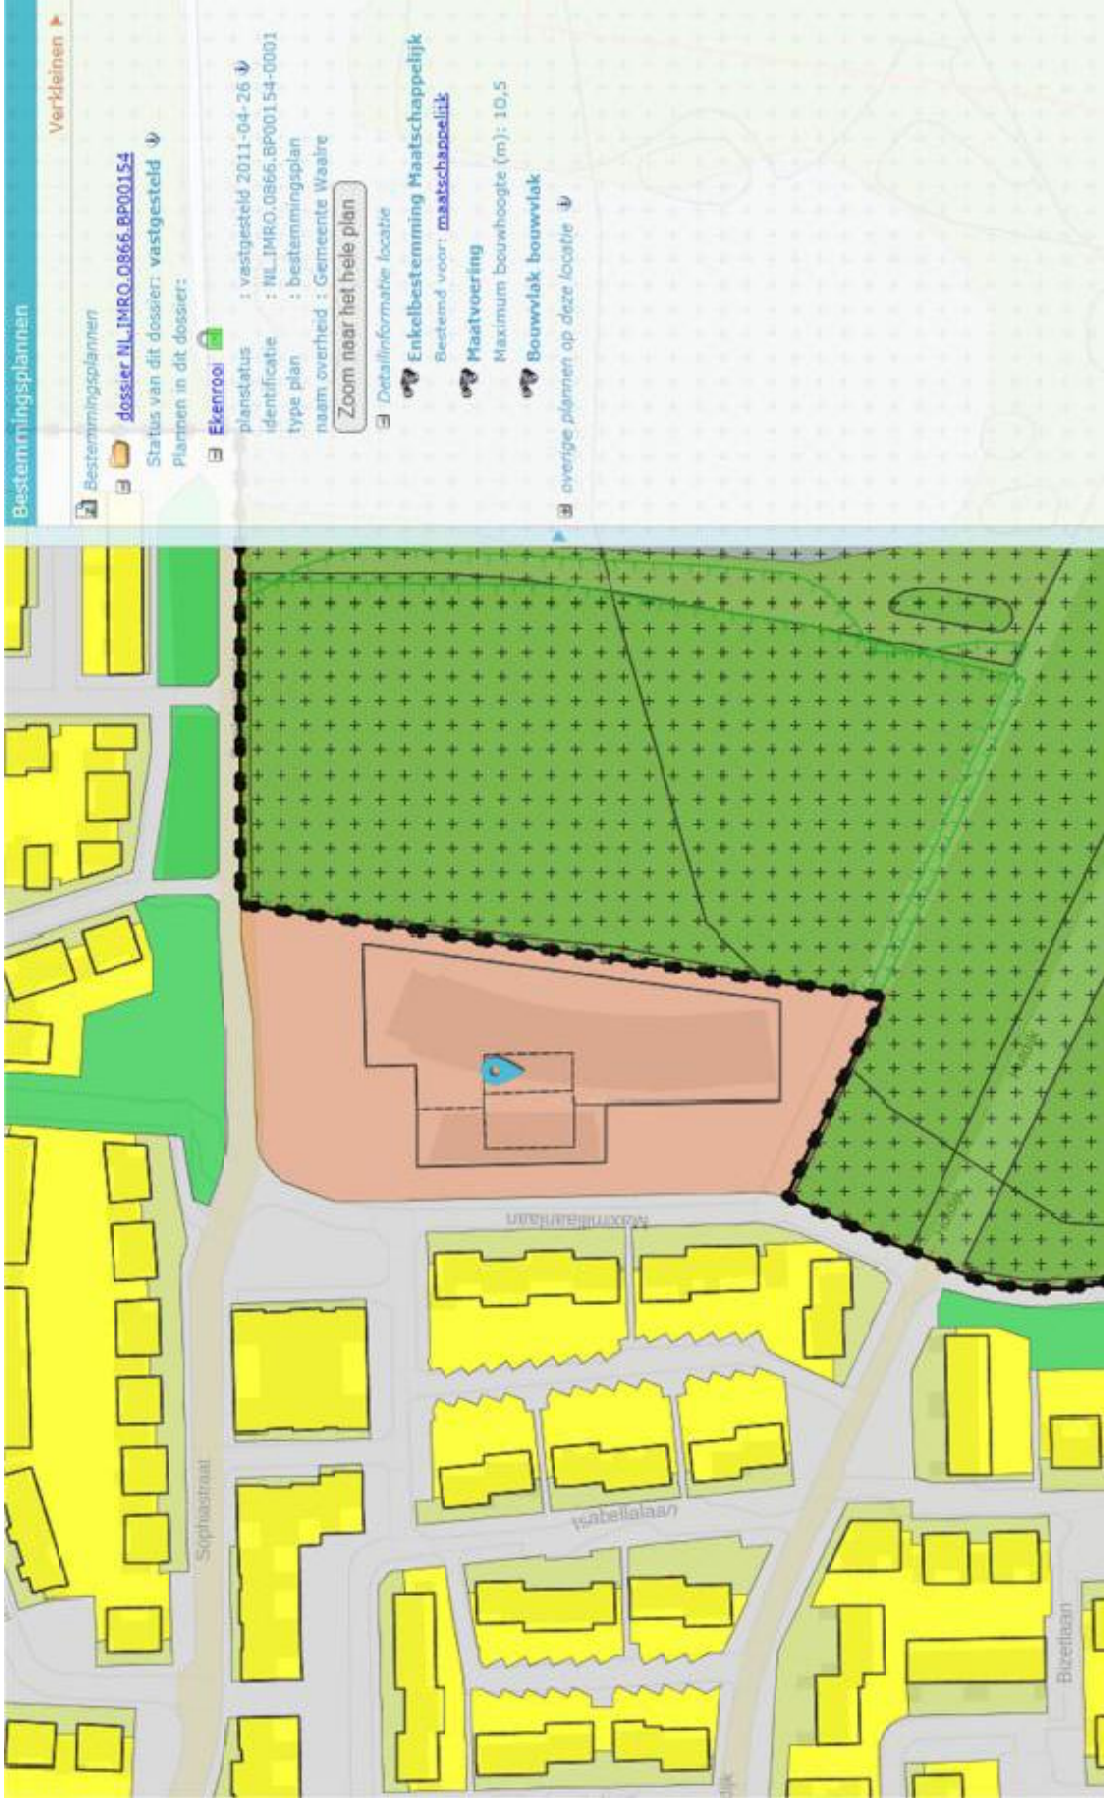 Bestemmingsplannen
Verkleinen
Bestemmingsplannen
dossier NL.IMRO.0866.BP00154
Status van dit dossier: vastgesteld
Plannen in dit dossier:
Ekenrooi
planstatus : vastgesteld 2011-04-26
identificatie : NL.IMRO.0866.BP00154-0001
type plan : bestemmingsplan
naam overheid : Gemeente Waalre
Zoom naar het hele plan
Detailinformatie locatie
Enkelbestemming Maatschappelijk
Bestemd voor: maatschappelijk
Maatvoering
Maximum bouwhoogte (m): 10,5
Bouwvlak bouwvlak
overige plannen op deze locatie
Sophiastraat
Maximiliaanlaan
Isabellalaan
Bizetlaan